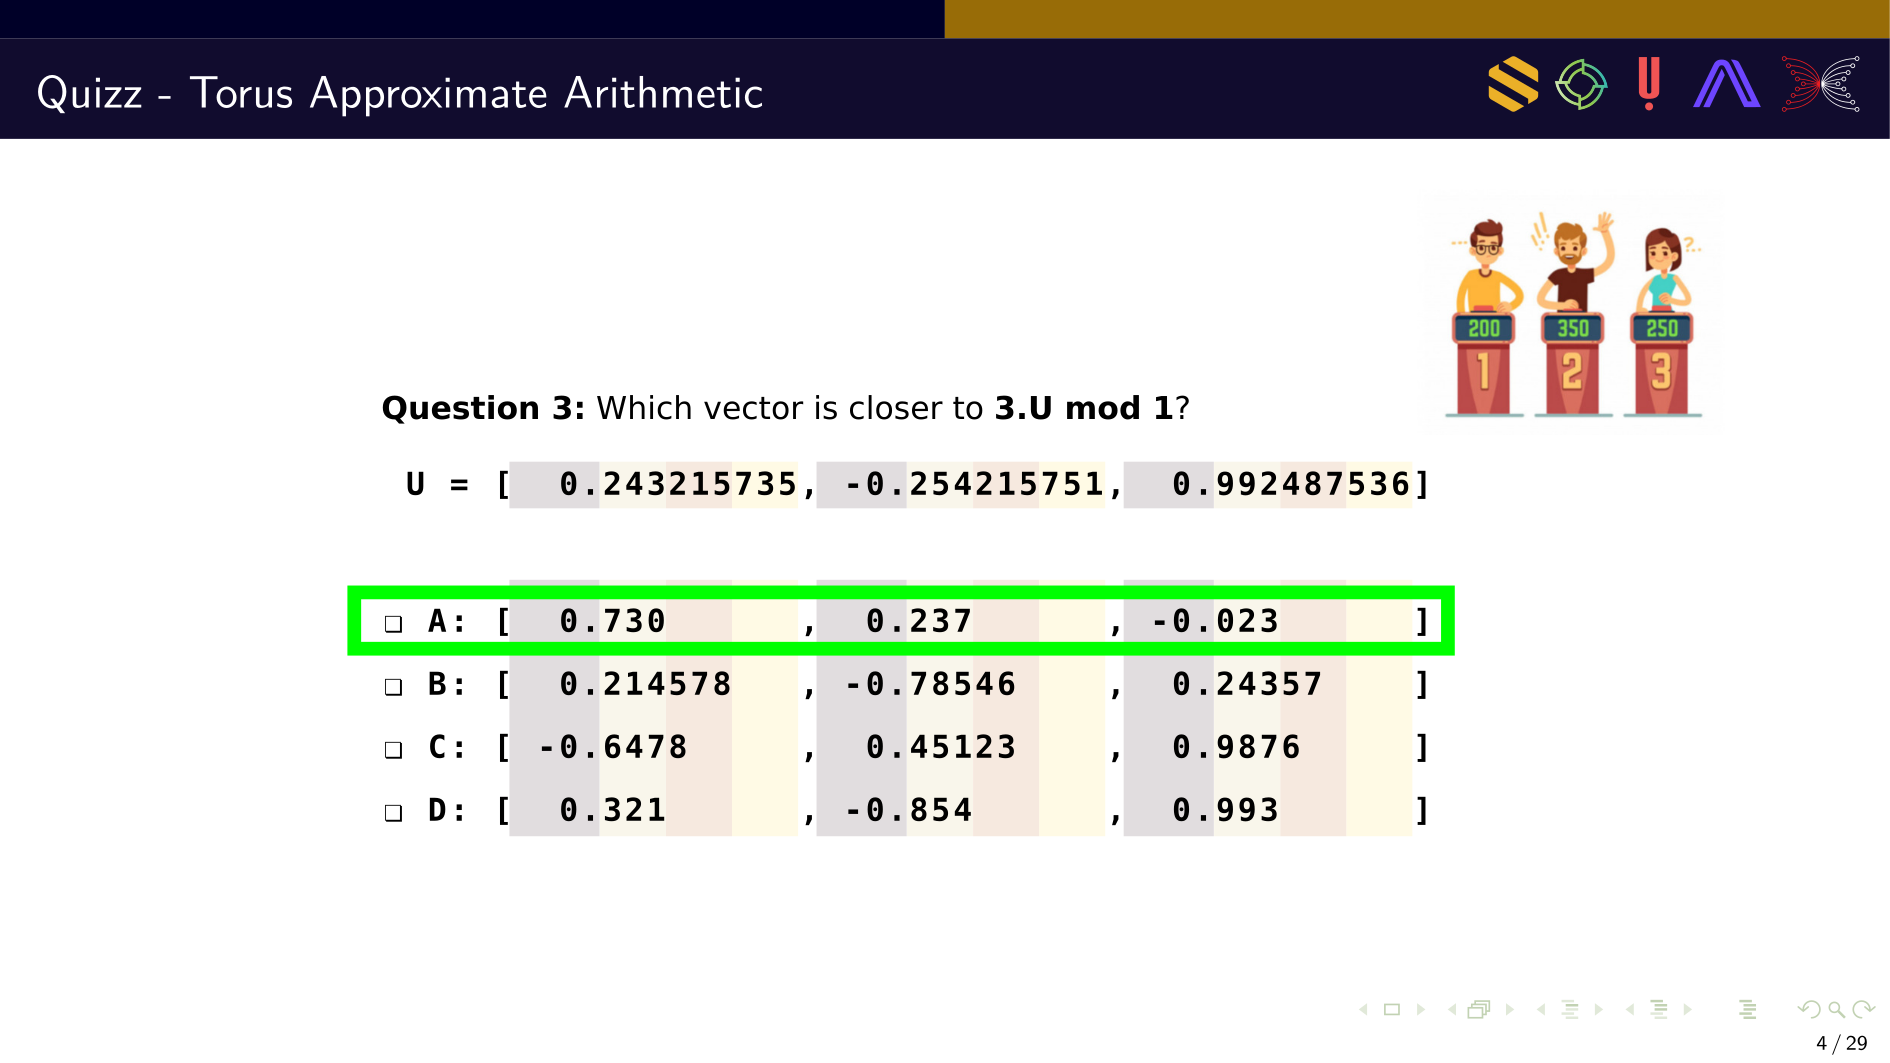 Quizz - Torus Approximate Arithmetic
200 350 250
1 2 3
Question 3: Which vector is closer to 3.U mod 1?
U = [ 0.243215735, -0.254215751, 0.992487536]
❏ A: [ 0.730 , 0.237 , -0.023 ]
❏ B: [ 0.214578 , -0.78546 , 0.24357 ]
❏ C: [ -0.6478 , 0.45123 , 0.9876 ]
❏ D: [ 0.321 , -0.854 , 0.993 ]
4 / 29